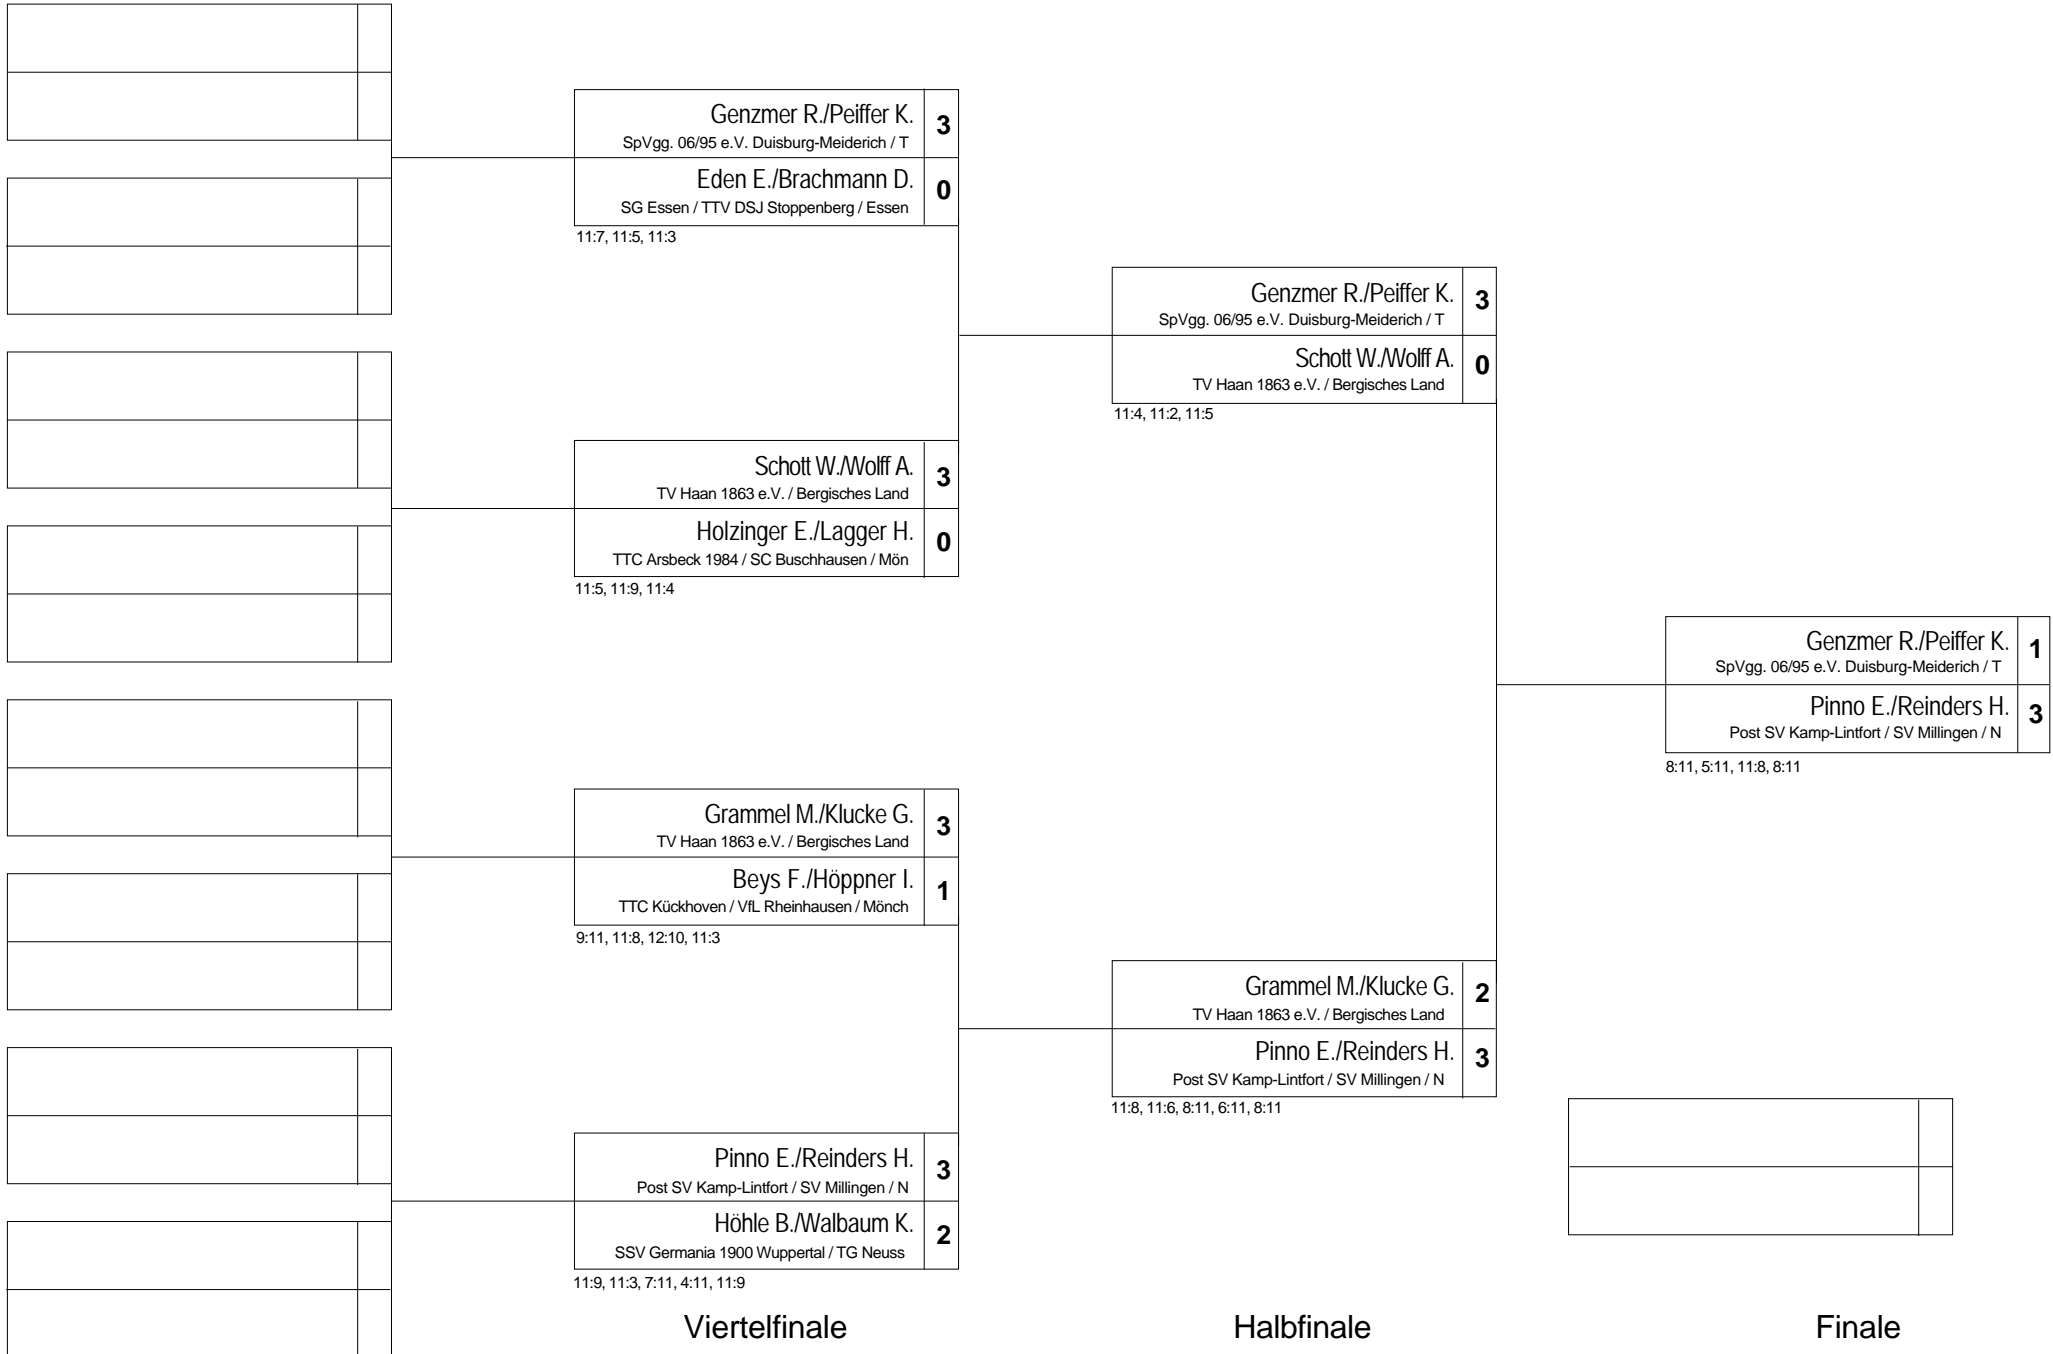 Genzmer R./Peiffer K.
3
SpVgg. 06/95 e.V. Duisburg-Meiderich / T
Eden E./Brachmann D.
0
SG Essen / TTV DSJ Stoppenberg / Essen
11:7, 11:5, 11:3
Schott W./Wolff A.
3
TV Haan 1863 e.V. / Bergisches Land
Holzinger E./Lagger H.
0
TTC Arsbeck 1984 / SC Buschhausen / Mön
11:5, 11:9, 11:4
Grammel M./Klucke G.
3
TV Haan 1863 e.V. / Bergisches Land
Beys F./Höppner I.
1
TTC Kückhoven / VfL Rheinhausen / Mönch
9:11, 11:8, 12:10, 11:3
Pinno E./Reinders H.
3
Post SV Kamp-Lintfort / SV Millingen / N
Höhle B./Walbaum K.
2
SSV Germania 1900 Wuppertal / TG Neuss
11:9, 11:3, 7:11, 4:11, 11:9
Viertelfinale
Genzmer R./Peiffer K.
3
SpVgg. 06/95 e.V. Duisburg-Meiderich / T
Schott W./Wolff A.
0
TV Haan 1863 e.V. / Bergisches Land
11:4, 11:2, 11:5
Grammel M./Klucke G.
2
TV Haan 1863 e.V. / Bergisches Land
Pinno E./Reinders H.
3
Post SV Kamp-Lintfort / SV Millingen / N
11:8, 11:6, 8:11, 6:11, 8:11
Halbfinale
Genzmer R./Peiffer K.
1
SpVgg. 06/95 e.V. Duisburg-Meiderich / T
Pinno E./Reinders H.
3
Post SV Kamp-Lintfort / SV Millingen / N
8:11, 5:11, 11:8, 8:11
Finale